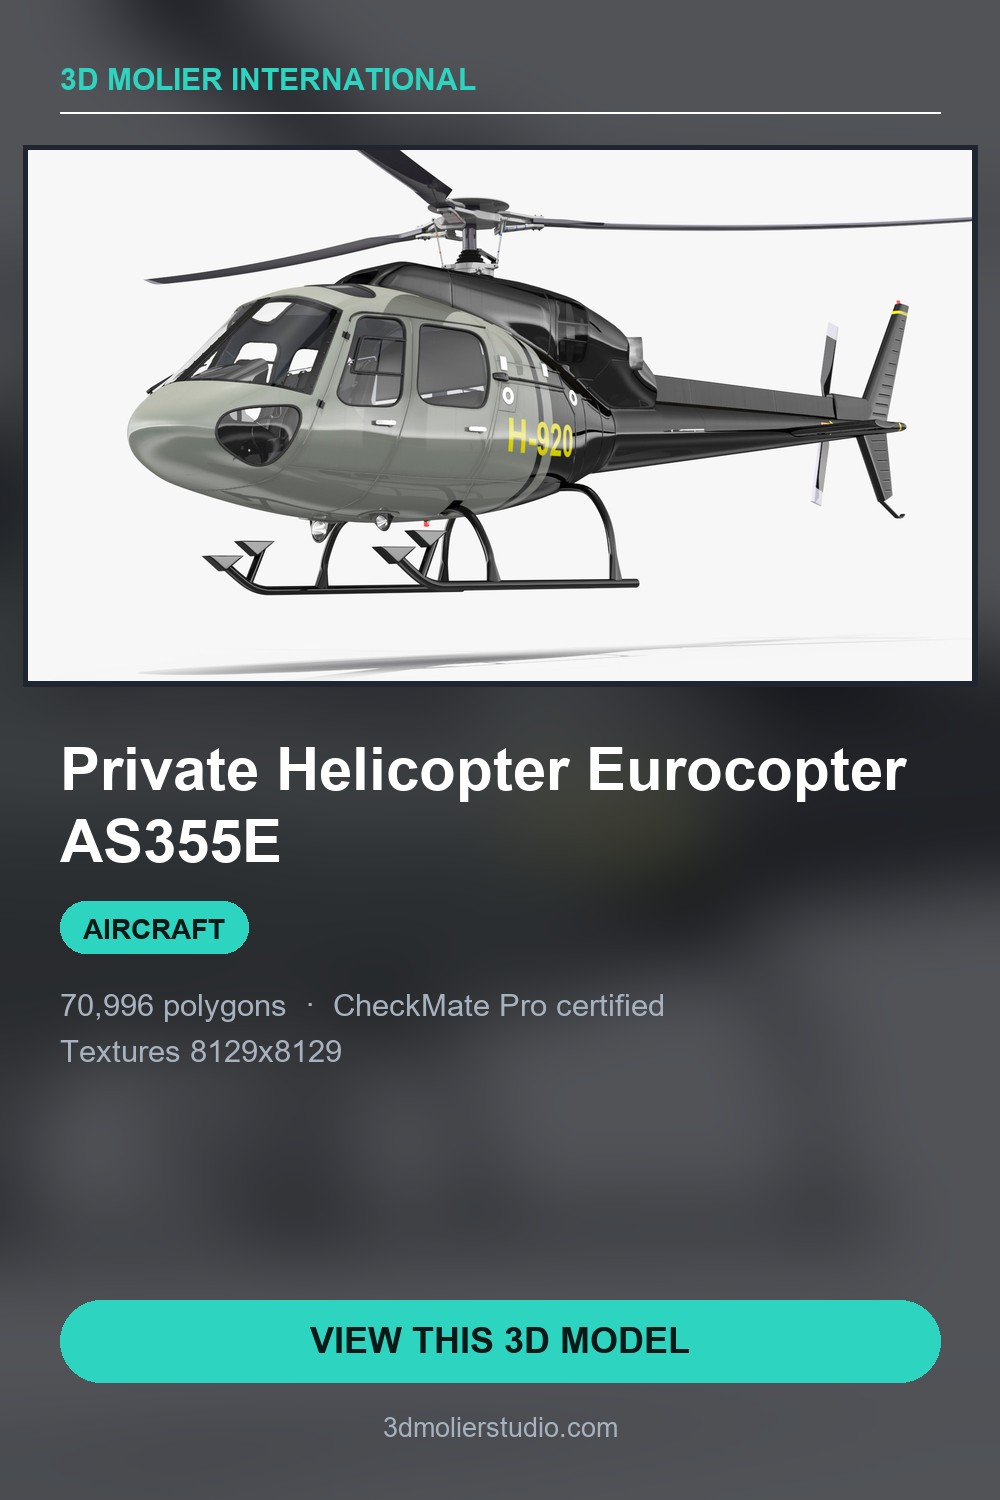 3D MOLIER INTERNATIONAL
H-920
Private Helicopter Eurocopter
AS355E
AIRCRAFT
70,996 polygons · CheckMate Pro certified
Textures 8129x8129
VIEW THIS 3D MODEL
3dmolierstudio.com